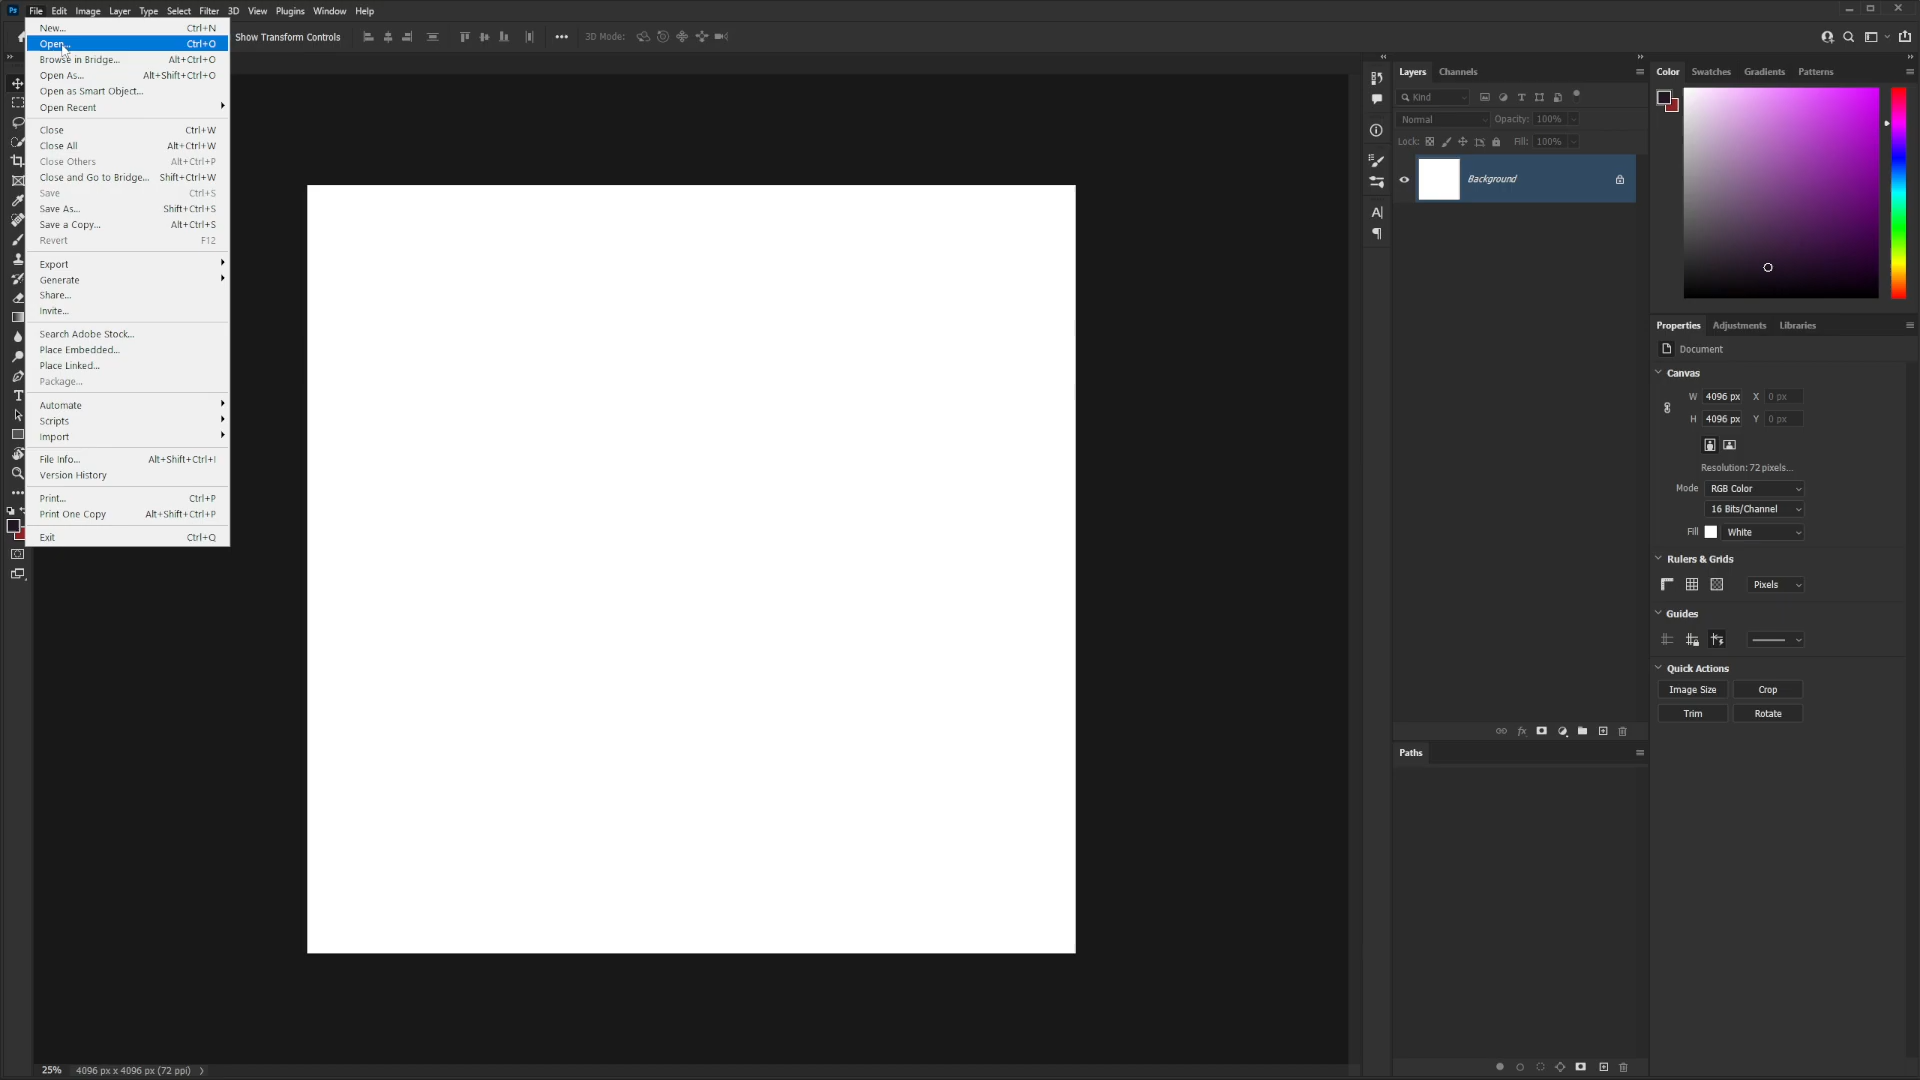 Ps File Edit Image Layer Type Select Filter 3D View Plugins Window Help
Show Transform Controls 3D Mode:
New... Ctrl+N
Open... Ctrl+O
Browse in Bridge... Alt+Ctrl+O
Open As... Alt+Shift+Ctrl+O
Open as Smart Object...
Open Recent
Close Ctrl+W
Close All Alt+Ctrl+W
Close Others Alt+Ctrl+P
Close and Go to Bridge... Shift+Ctrl+W
Save Ctrl+S
Save As... Shift+Ctrl+S
Save a Copy... Alt+Ctrl+S
Revert F12
Export
Generate
Share...
Invite...
Search Adobe Stock...
Place Embedded...
Place Linked...
Package...
Automate
Scripts
Import
File Info... Alt+Shift+Ctrl+I
Version History
Print... Ctrl+P
Print One Copy Alt+Shift+Ctrl+P
Exit Ctrl+Q
Layers Channels
Kind
Normal Opacity: 100%
Lock: Fill: 100%
Background
Paths
Color Swatches Gradients Patterns
Properties Adjustments Libraries
Document
Canvas
W 4096 px X 0 px
H 4096 px Y 0 px
Resolution: 72 pixels...
Mode RGB Color
16 Bits/Channel
Fill White
Rulers & Grids
Pixels
Guides
Quick Actions
Image Size Crop
Trim Rotate
25% 4096 px x 4096 px (72 ppi)